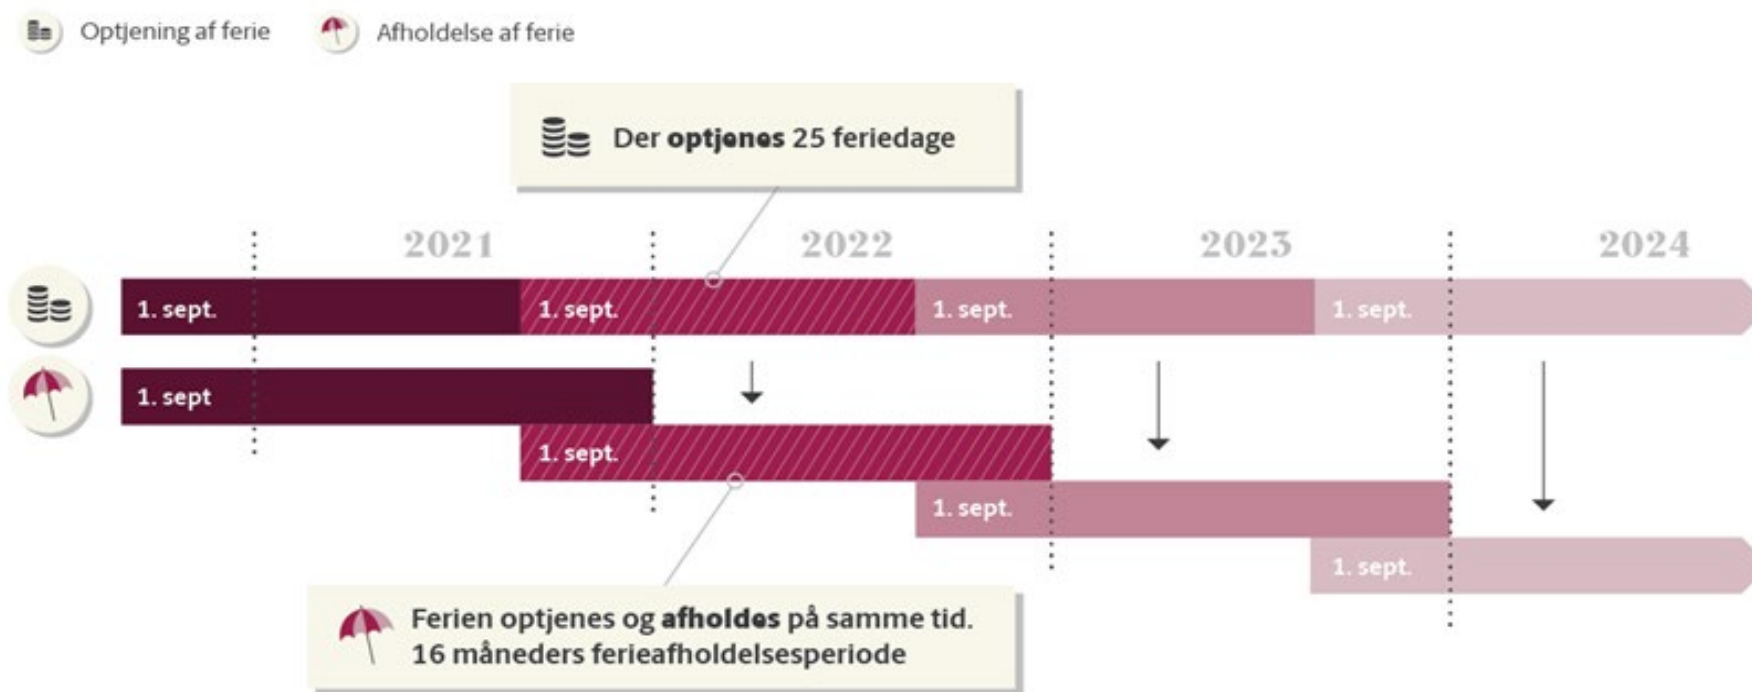 Optjening af ferie
Afholdelse af ferie
Der optjenes 25 feriedage
2021
2022
2023
2024
1. sept.
1. sept.
1. sept.
1. sept.
1. sept
1. sept.
1. sept.
1. sept.
Ferien optjenes og afholdes på samme tid.
16 måneders ferieafholdelsesperiode